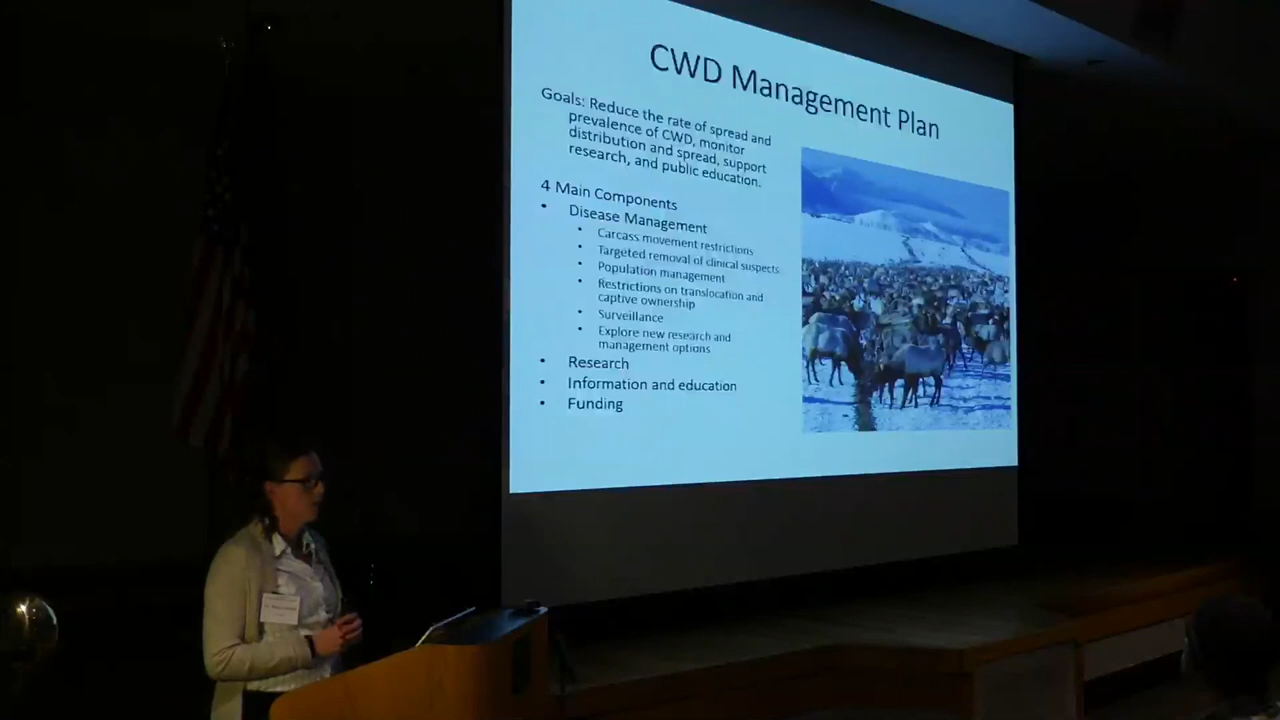 CWD Management Plan
Goals: Reduce the rate of spread and
prevalence of CWD, monitor
distribution and spread, support
research, and public education.
4 Main Components
• Disease Management
• Carcass movement restrictions
• Targeted removal of clinical suspects
• Population management
• Restrictions on translocation and
captive ownership
• Surveillance
• Explore new research and
management options
• Research
• Information and education
• Funding